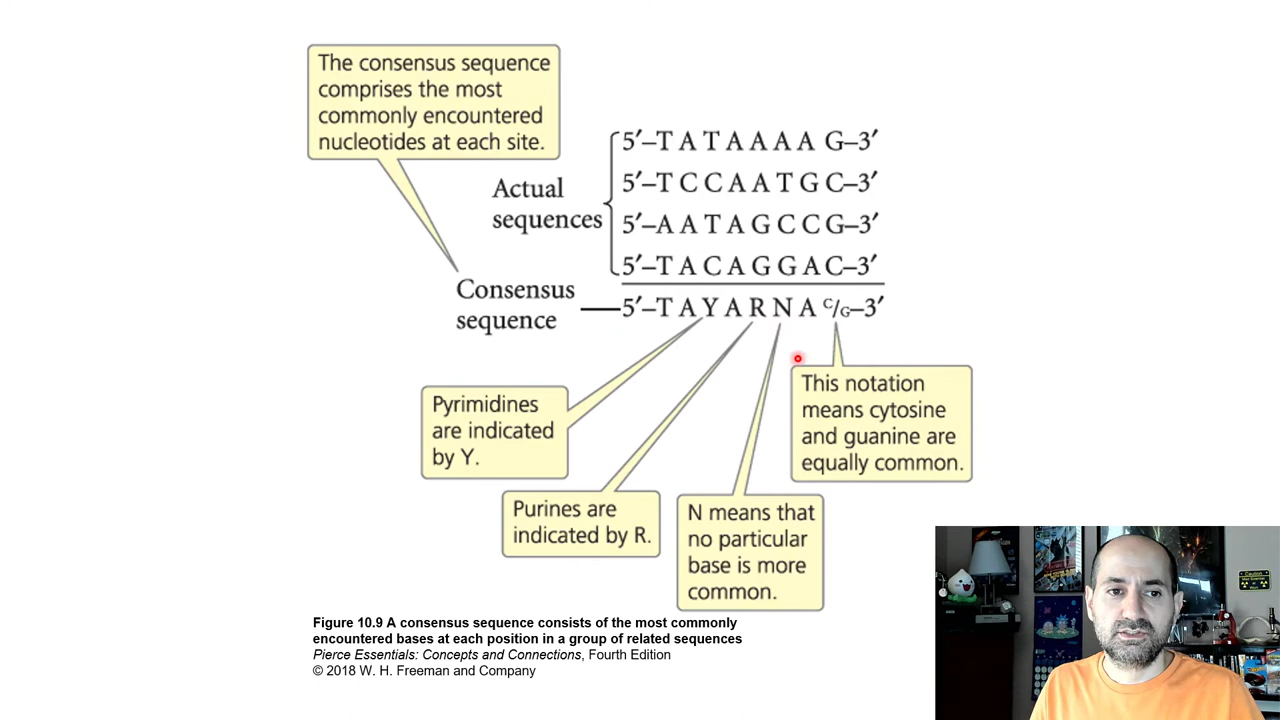 The consensus sequence
comprises the most
commonly encountered
nucleotides at each site.
Actual
sequences
5′–T A T A A A A G–3′
5′–T C C A A T G C–3′
5′–A A T A G C C G–3′
5′–T A C A G G A C–3′
Consensus
sequence
5′–T A Y A R N A C/G–3′
Pyrimidines
are indicated
by Y.
Purines are
indicated by R.
N means that
no particular
base is more
common.
This notation
means cytosine
and guanine are
equally common.
Figure 10.9 A consensus sequence consists of the most commonly
encountered bases at each position in a group of related sequences
Pierce Essentials: Concepts and Connections, Fourth Edition
© 2018 W. H. Freeman and Company